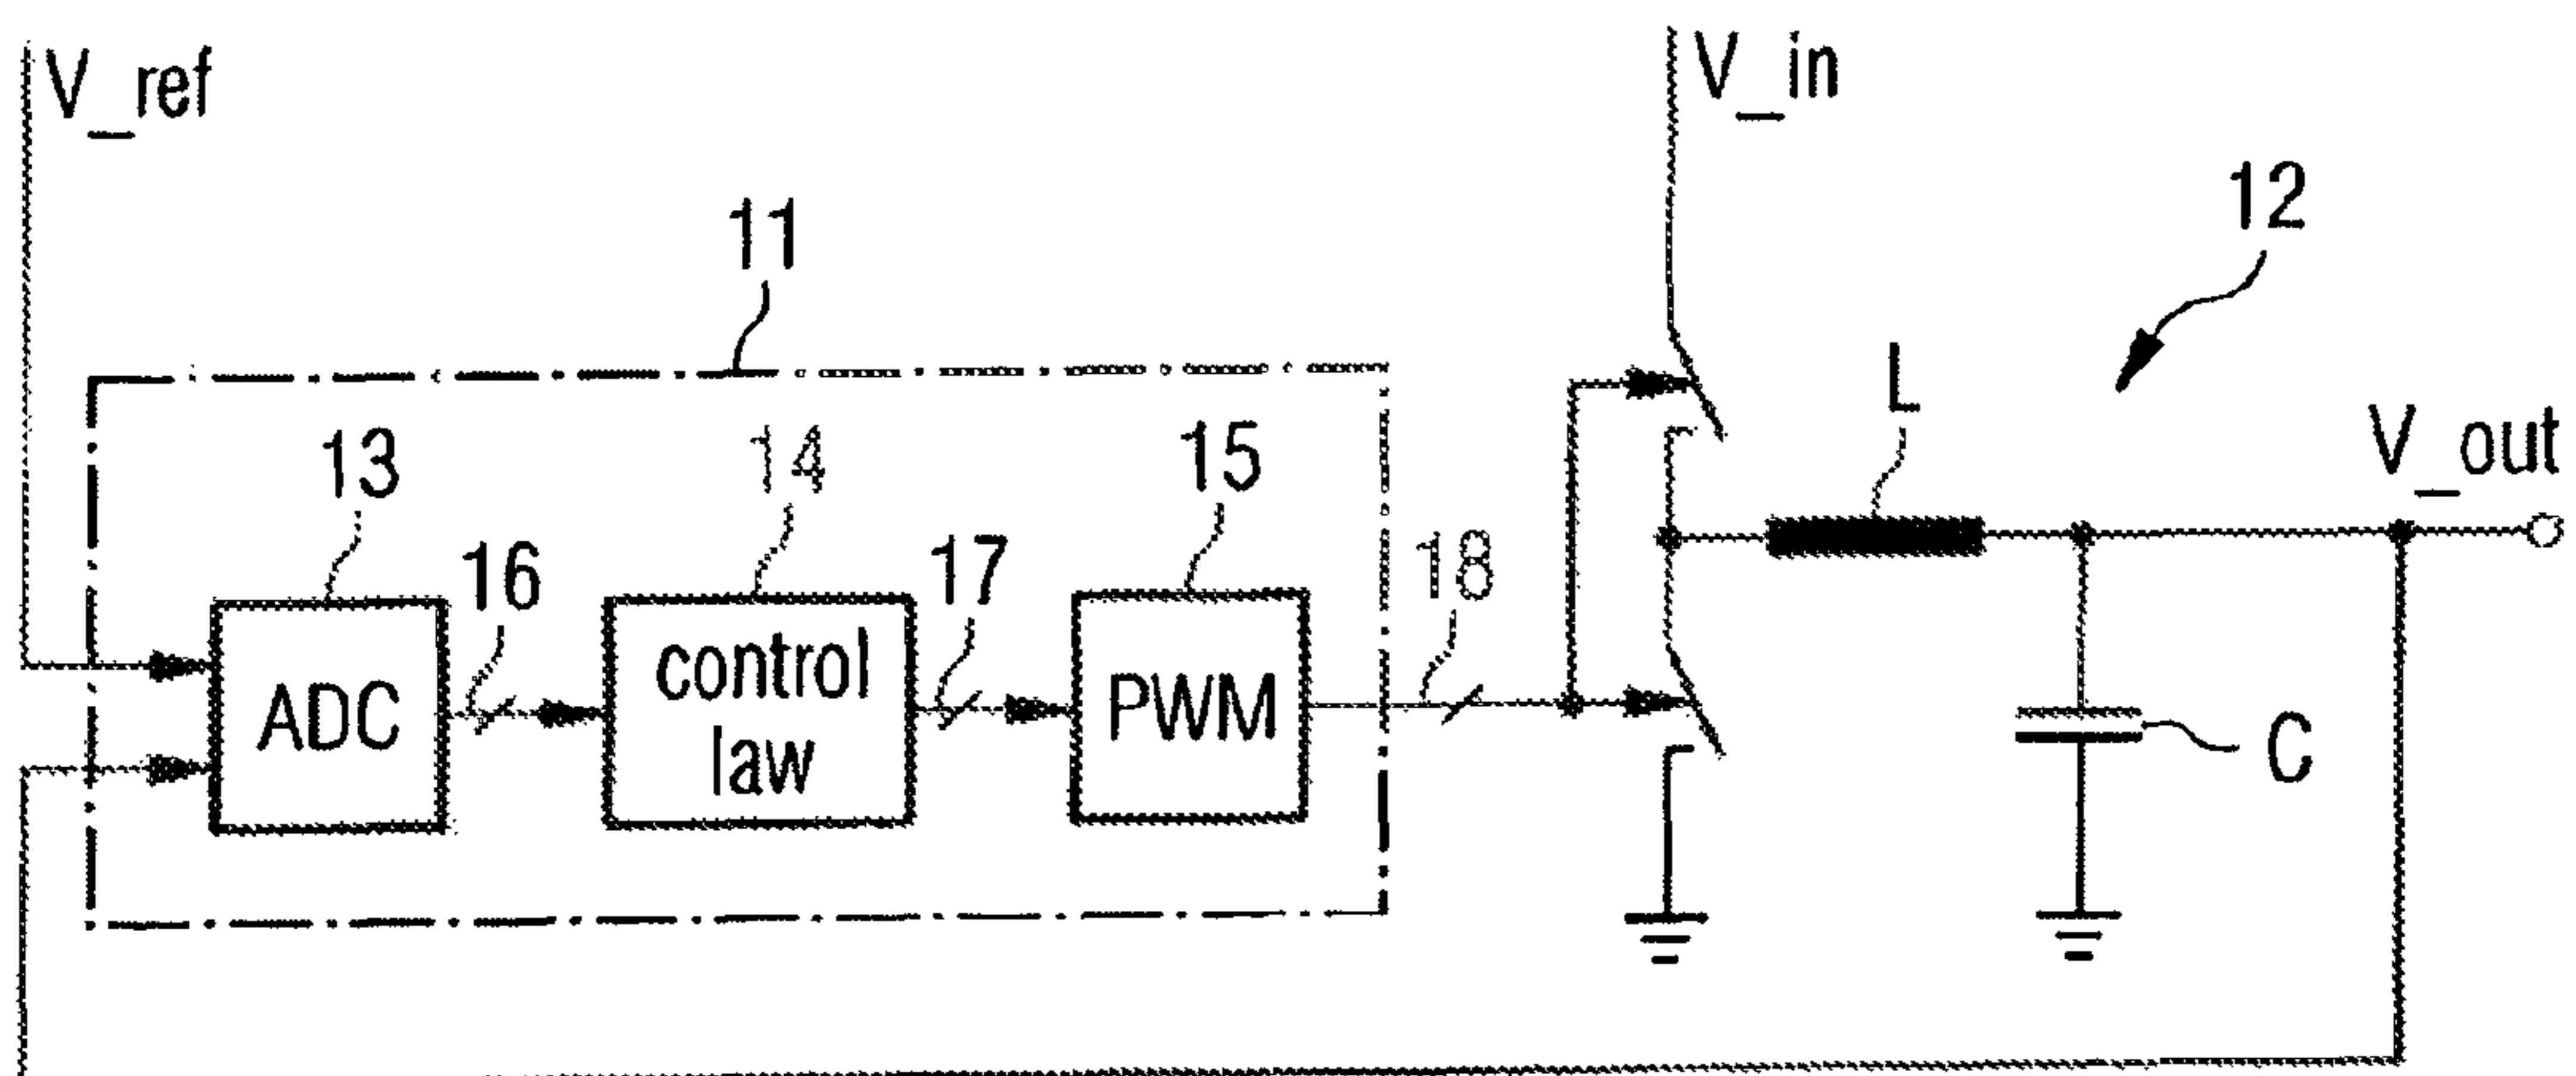 V_ref
V_in
12
11
L
V_out
13
14
15
16
17
18
ADC
control
law
PWM
C